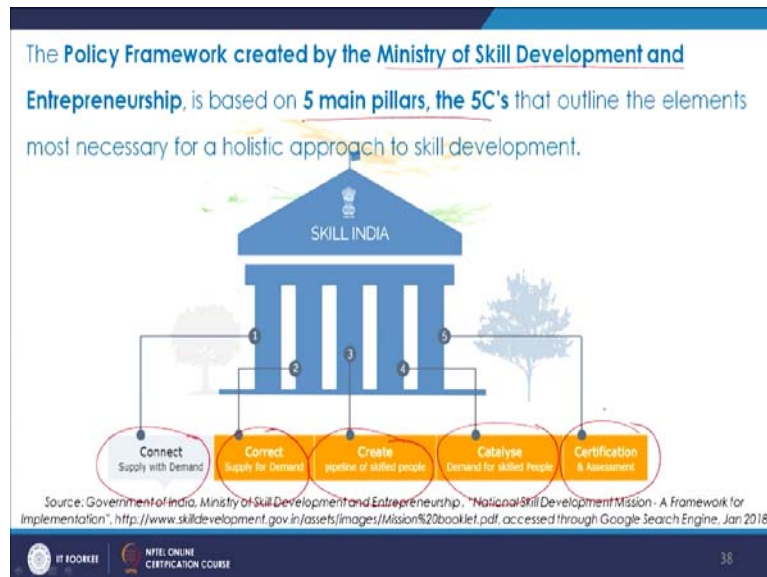 The Policy Framework created by the Ministry of Skill Development and
Entrepreneurship, is based on 5 main pillars, the 5C's that outline the elements
most necessary for a holistic approach to skill development.
SKILL INDIA
1
2
3
4
5
Connect
Supply with Demand
Correct
Supply for Demand
Create
pipeline of skilled people
Catalyse
Demand for skilled People
Certification
& Assessment
Source: Government of India, Ministry of Skill Development and Entrepreneurship , "National Skill Development Mission - A Framework for
Implementation", http://www.skilldevelopment.gov.in/assets/images/Mission%20booklet.pdf, accessed through Google Search Engine, Jan 2018
IIT ROORKEE
NPTEL ONLINE
CERTIFICATION COURSE
38